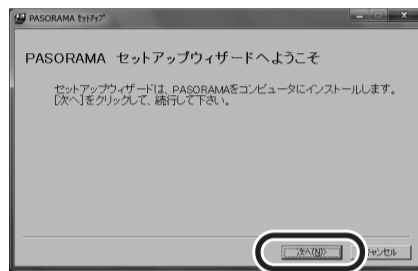 PASORAMA ｾｯﾄｱｯﾌﾟ
PASORAMA セットアップウィザードへようこそ
セットアップウィザードは、PASORAMAをコンピュータにインストールします。
[次へ]をクリックして、続行して下さい。
次へ(N)>
キャンセル